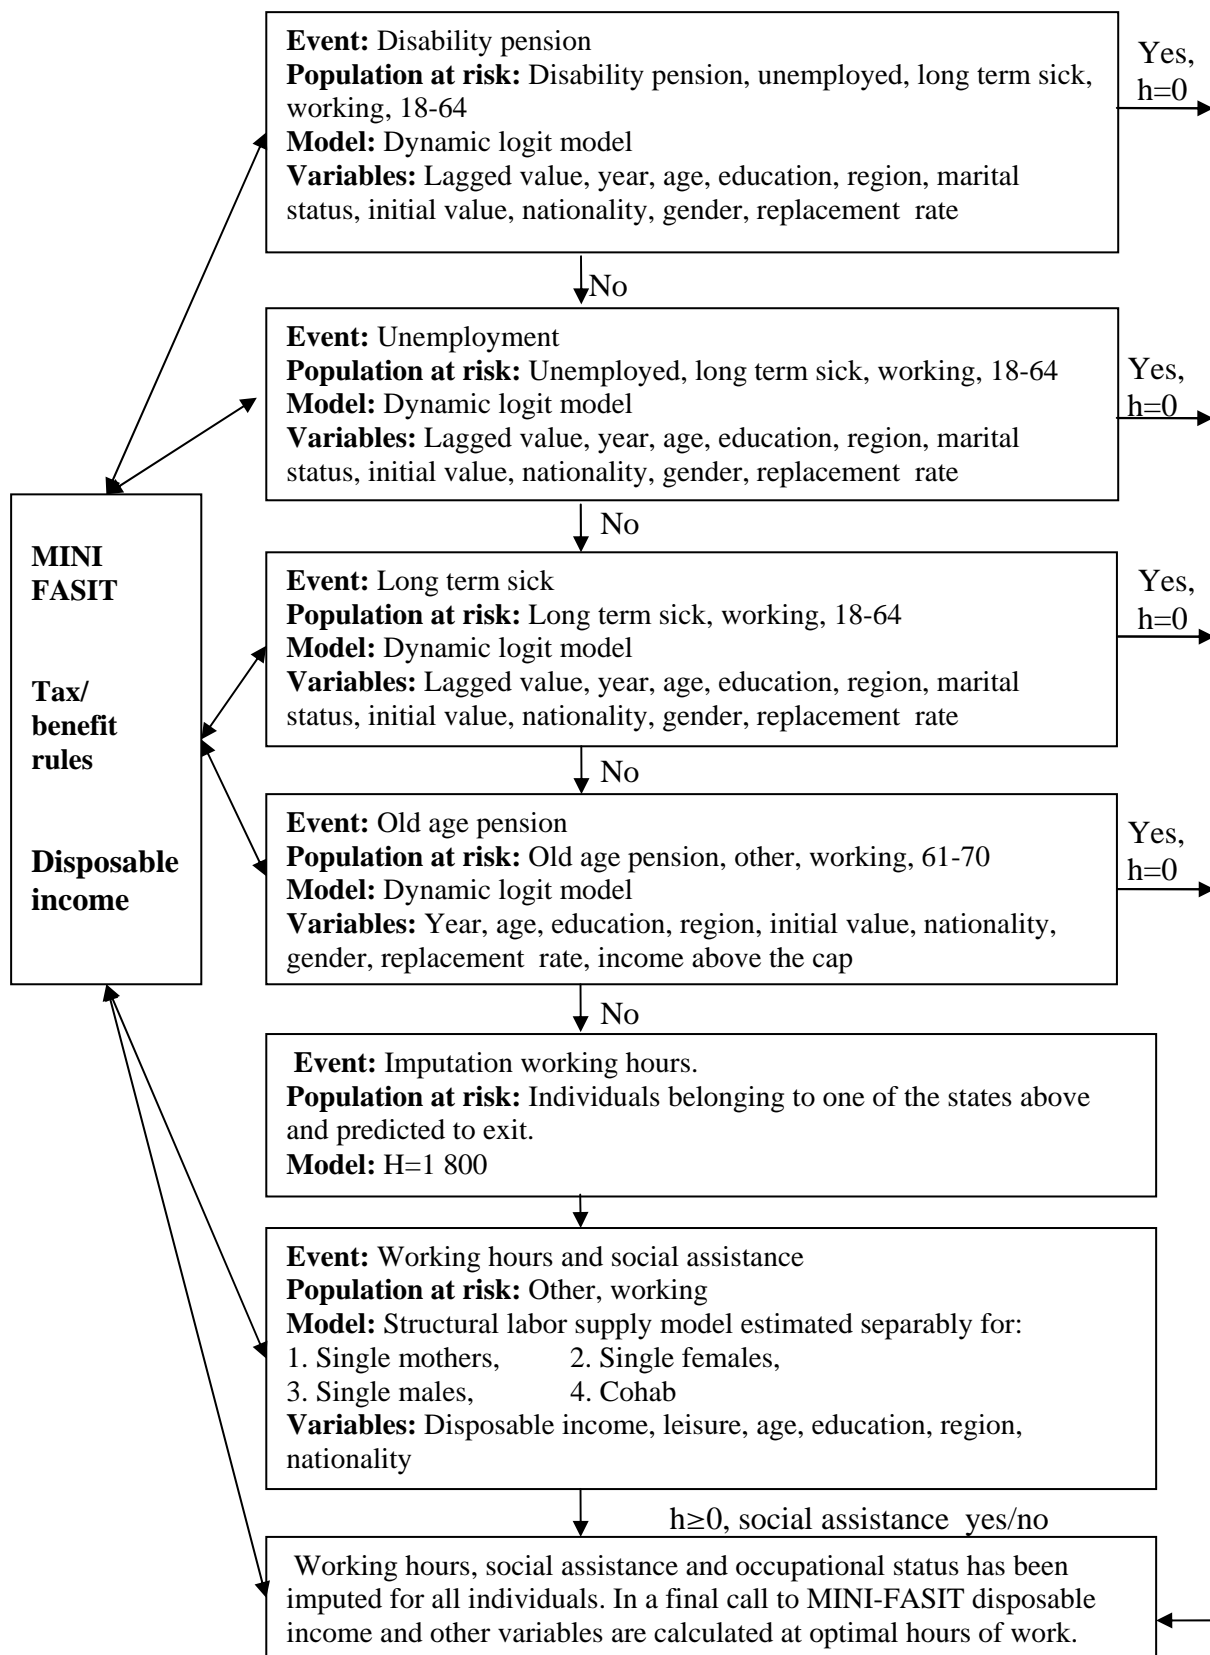 Event: Disability pension
Population at risk: Disability pension, unemployed, long term sick,
working, 18-64
Model: Dynamic logit model
Variables: Lagged value, year, age, education, region, marital
status, initial value, nationality, gender, replacement rate
Yes,
h=0
No
Event: Unemployment
Population at risk: Unemployed, long term sick, working, 18-64
Model: Dynamic logit model
Variables: Lagged value, year, age, education, region, marital
status, initial value, nationality, gender, replacement rate
Yes,
h=0
No
MINI
FASIT
Tax/
benefit
rules
Disposable
income
Event: Long term sick
Population at risk: Long term sick, working, 18-64
Model: Dynamic logit model
Variables: Lagged value, year, age, education, region, marital
status, initial value, nationality, gender, replacement rate
Yes,
h=0
No
Event: Old age pension
Population at risk: Old age pension, other, working, 61-70
Model: Dynamic logit model
Variables: Year, age, education, region, initial value, nationality,
gender, replacement rate, income above the cap
Yes,
h=0
No
Event: Imputation working hours.
Population at risk: Individuals belonging to one of the states above
and predicted to exit.
Model: H=1 800
Event: Working hours and social assistance
Population at risk: Other, working
Model: Structural labor supply model estimated separably for:
1. Single mothers, 2. Single females,
3. Single males, 4. Cohab
Variables: Disposable income, leisure, age, education, region,
nationality
h≥0, social assistance yes/no
Working hours, social assistance and occupational status has been
imputed for all individuals. In a final call to MINI-FASIT disposable
income and other variables are calculated at optimal hours of work.